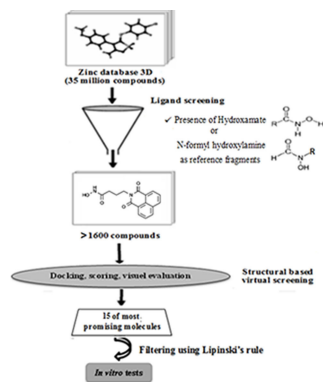 Zinc database 3D
(35 million compounds)
Ligand screening
✓ Presence of Hydroxamate
or
N-formyl hydroxylamine
as reference fragments
>1600 compounds
Docking, scoring, visuel evaluation
Structural based
virtual screening
15 of most
promising molecules
Filtering using Lipinski's rule
In vitro tests